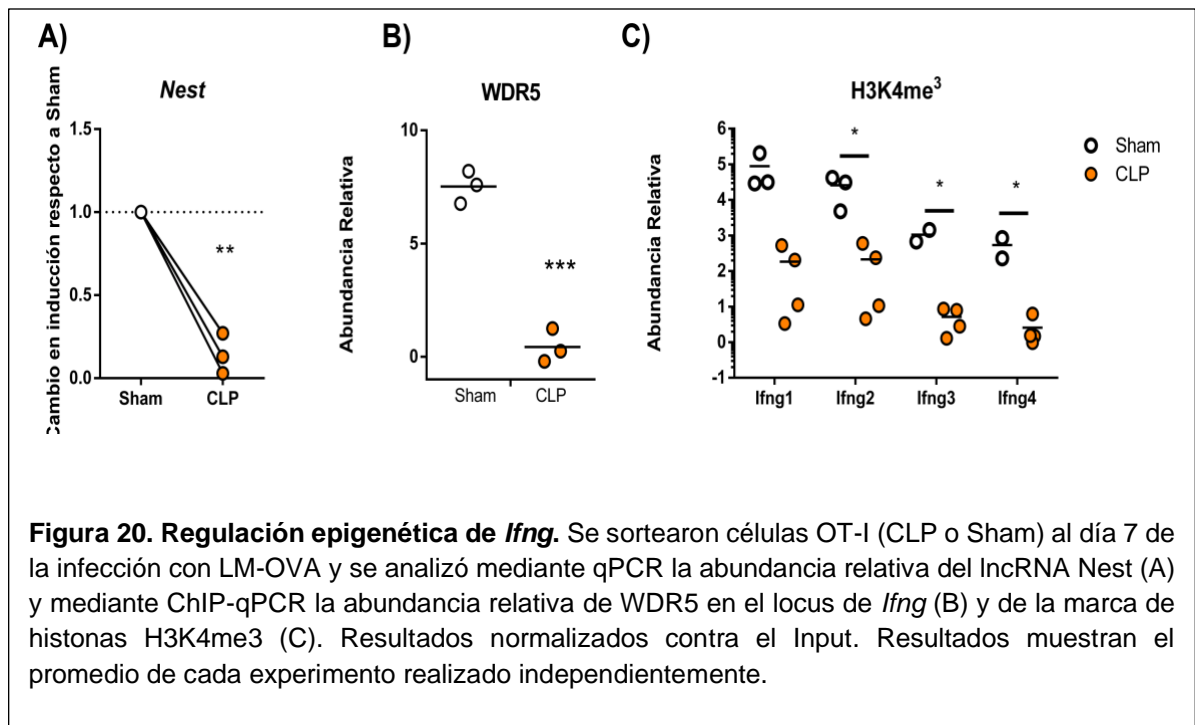 A)
Nest
Cambio en inducción respecto a Sham
1.5
1.0
0.5
0.0
**
Sham
CLP
B)
WDR5
Abundancia Relativa
10
5
0
***
Sham
CLP
C)
H3K4me³
Abundancia Relativa
6
5
4
3
2
1
0
-1
*
*
*
Ifng1
Ifng2
Ifng3
Ifng4
Sham
CLP
Figura 20. Regulación epigenética de Ifng. Se sortearon células OT-I (CLP o Sham) al día 7 de
la infección con LM-OVA y se analizó mediante qPCR la abundancia relativa del lncRNA Nest (A)
y mediante ChIP-qPCR la abundancia relativa de WDR5 en el locus de Ifng (B) y de la marca de
histonas H3K4me3 (C). Resultados normalizados contra el Input. Resultados muestran el
promedio de cada experimento realizado independientemente.